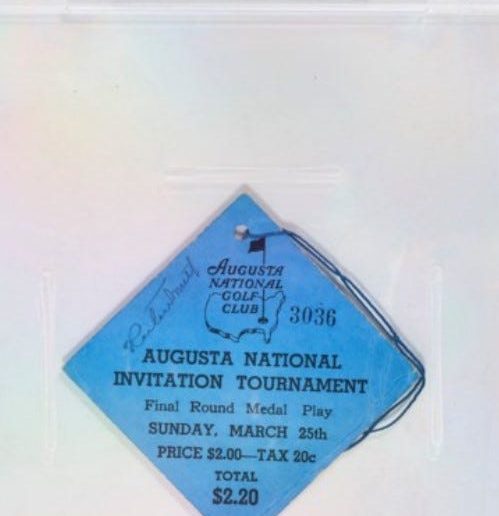 AUGUSTA
NATIONAL
GOLF
CLUB
3036
AUGUSTA NATIONAL
INVITATION TOURNAMENT
Final Round Medal Play
SUNDAY, MARCH 25th
PRICE $2.00—TAX 20c
TOTAL
$2.20